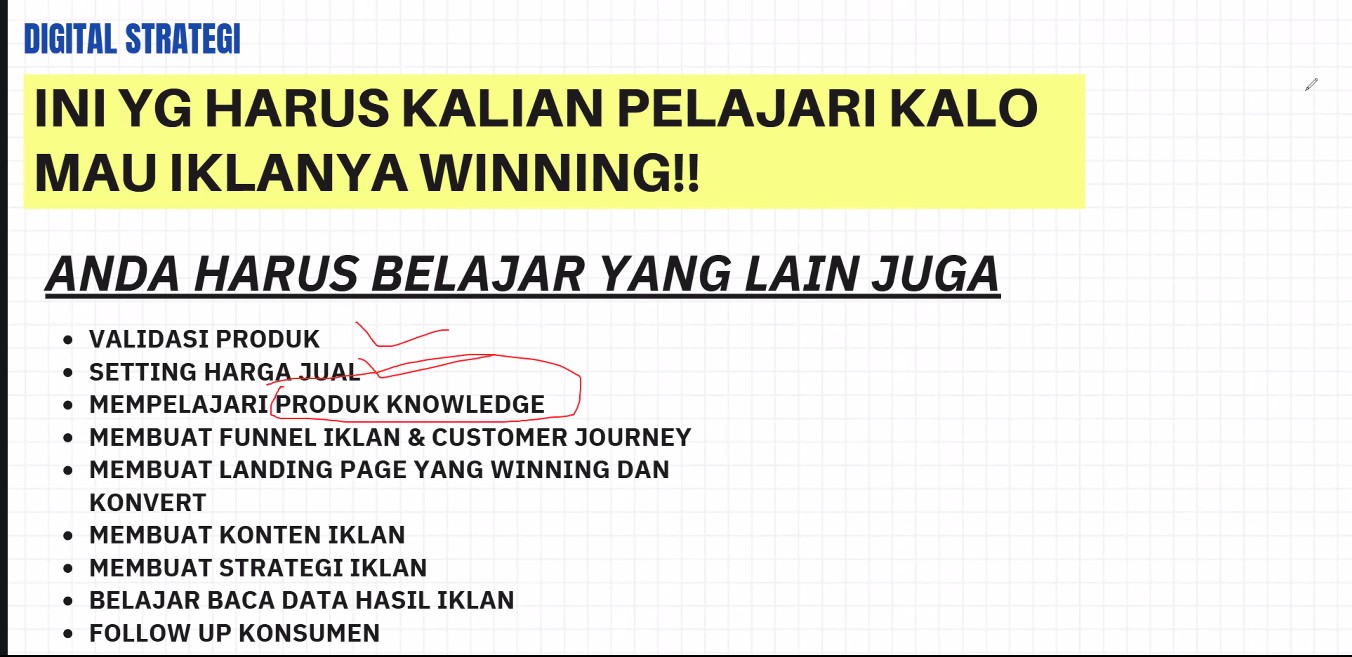 DIGITAL STRATEGI
INI YG HARUS KALIAN PELAJARI KALO
MAU IKLANYA WINNING!!
ANDA HARUS BELAJAR YANG LAIN JUGA
• VALIDASI PRODUK
• SETTING HARGA JUAL
• MEMPELAJARI PRODUK KNOWLEDGE
• MEMBUAT FUNNEL IKLAN & CUSTOMER JOURNEY
• MEMBUAT LANDING PAGE YANG WINNING DAN
KONVERT
• MEMBUAT KONTEN IKLAN
• MEMBUAT STRATEGI IKLAN
• BELAJAR BACA DATA HASIL IKLAN
• FOLLOW UP KONSUMEN